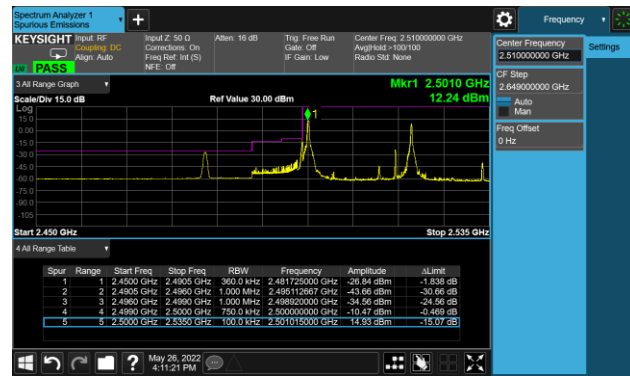 Spectrum Analyzer 1
Spurious Emissions
Frequency
KEYSIGHT
Input: RF
Coupling: DC
Align: Auto
Input Z: 50 Ω
Corrections: On
Freq Ref: Int (S)
NFE: Off
Atten: 16 dB
Trig: Free Run
Gate: Off
IF Gain: Low
Center Freq: 2.510000000 GHz
Avg|Hold >100/100
Radio Std: None
PASS
Center Frequency
2.510000000 GHz
Settings
CF Step
2.649000000 GHz
Auto
Man
Freq Offset
0 Hz
3 All Range Graph
Mkr1 2.5010 GHz
Scale/Div 15.0 dB
Ref Value 30.00 dBm
12.24 dBm
Log
15.0
0.00
-15.0
-30.0
-45.0
-60.0
-75.0
-90.0
-105
1
Start 2.450 GHz
Stop 2.535 GHz
4 All Range Table
Spur Range Start Freq Stop Freq RBW Frequency Amplitude ΔLimit
1 1 2.4500 GHz 2.4905 GHz 360.0 kHz 2.481725000 GHz -26.84 dBm -1.838 dB
2 2 2.4905 GHz 2.4960 GHz 1.000 MHz 2.495112667 GHz -43.66 dBm -30.66 dB
3 3 2.4960 GHz 2.4990 GHz 1.000 MHz 2.498920000 GHz -34.56 dBm -24.56 dB
4 4 2.4990 GHz 2.5000 GHz 750.0 kHz 2.500000000 GHz -10.47 dBm -0.469 dB
5 5 2.5000 GHz 2.5350 GHz 100.0 kHz 2.501015000 GHz 14.93 dBm -15.07 dB
?
May 26, 2022
4:11:21 PM